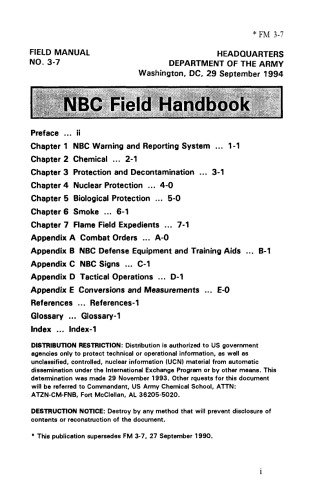 * FM 3-7
FIELD MANUAL HEADQUARTERS
NO. 3-7 DEPARTMENT OF THE ARMY
Washington, DC, 29 September 1994
NBC Field Handbook
Preface ... ii
Chapter 1 NBC Warning and Reporting System ... 1-1
Chapter 2 Chemical ... 2-1
Chapter 3 Protection and Decontamination ... 3-1
Chapter 4 Nuclear Protection ... 4-0
Chapter 5 Biological Protection ... 5-0
Chapter 6 Smoke ... 6-1
Chapter 7 Flame Field Expedients ... 7-1
Appendix A Combat Orders ... A-0
Appendix B NBC Defense Equipment and Training Aids ... B-1
Appendix C NBC Signs ... C-1
Appendix D Tactical Operations ... D-1
Appendix E Conversions and Measurements ... E-0
References ... References-1
Glossary ... Glossary-1
Index ... Index-1
DISTRIBUTION RESTRICTION: Distribution is authorized to US government
agencies only to protect technical or operational information, as well as
unclassified, controlled, nuclear information (UCN) material from automatic
dissemination under the International Exchange Program or by other means. This
determination was made 29 November 1993. Other requests for this document
will be referred to Commandant, US Army Chemical School, ATTN:
ATZN-CM-FNB, Fort McClellan, AL 36205-5020.
DESTRUCTION NOTICE: Destroy by any method that will prevent disclosure of
contents or reconstruction of the document.
* This publication supersedes FM 3-7, 27 September 1990.
i